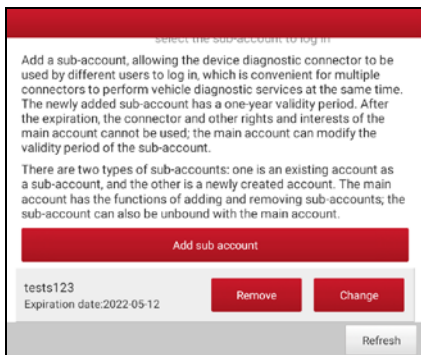 select the sub-account to log in
Add a sub-account, allowing the device diagnostic connector to be
used by different users to log in, which is convenient for multiple
connectors to perform vehicle diagnostic services at the same time.
The newly added sub-account has a one-year validity period. After
the expiration, the connector and other rights and interests of the
main account cannot be used; the main account can modify the
validity period of the sub-account.
There are two types of sub-accounts: one is an existing account as
a sub-account, and the other is a newly created account. The main
account has the functions of adding and removing sub-accounts; the
sub-account can also be unbound with the main account.
Add sub account
tests123
Expiration date:2022-05-12
Remove
Change
Refresh